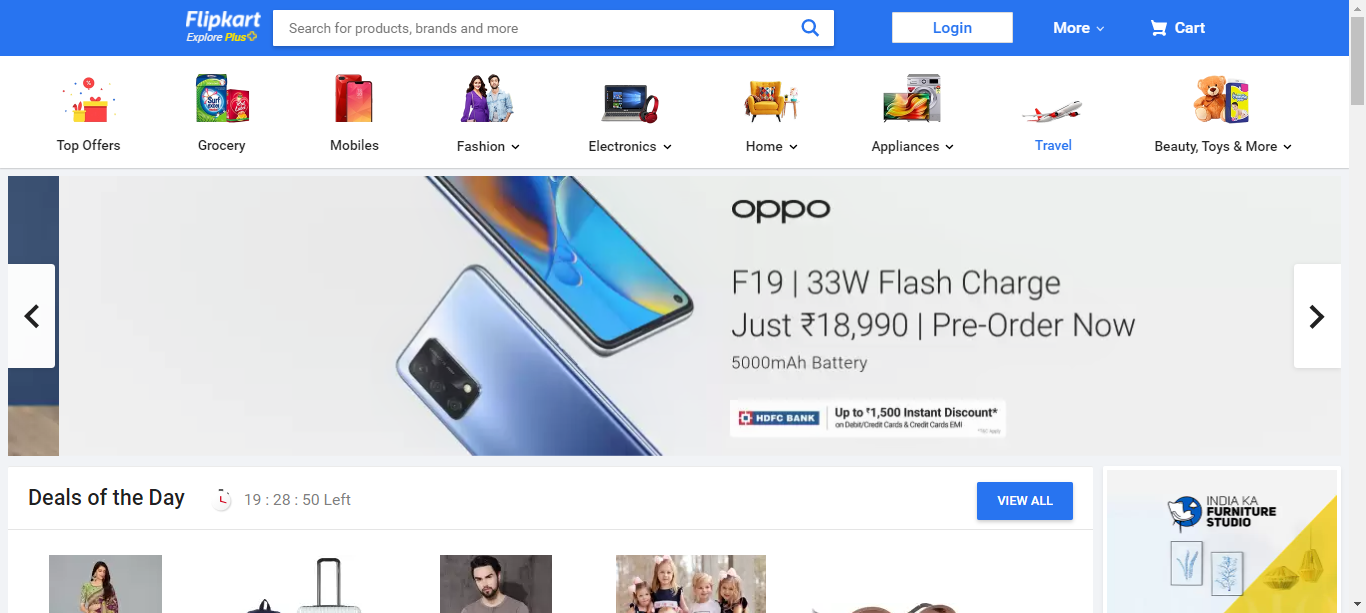 Flipkart
Explore Plus
Search for products, brands and more
Login
More
Cart
Top Offers
Grocery
Mobiles
Fashion
Electronics
Home
Appliances
Travel
Beauty, Toys & More
Surf excel
oppo
F19 | 33W Flash Charge
Just ₹18,990 | Pre-Order Now
5000mAh Battery
HDFC BANK
Up to ₹1,500 Instant Discount*
on Debit/Credit Cards & Credit Cards EMI
*T&C Apply
Deals of the Day
19 : 28 : 50 Left
VIEW ALL
INDIA KA
FURNITURE
STUDIO